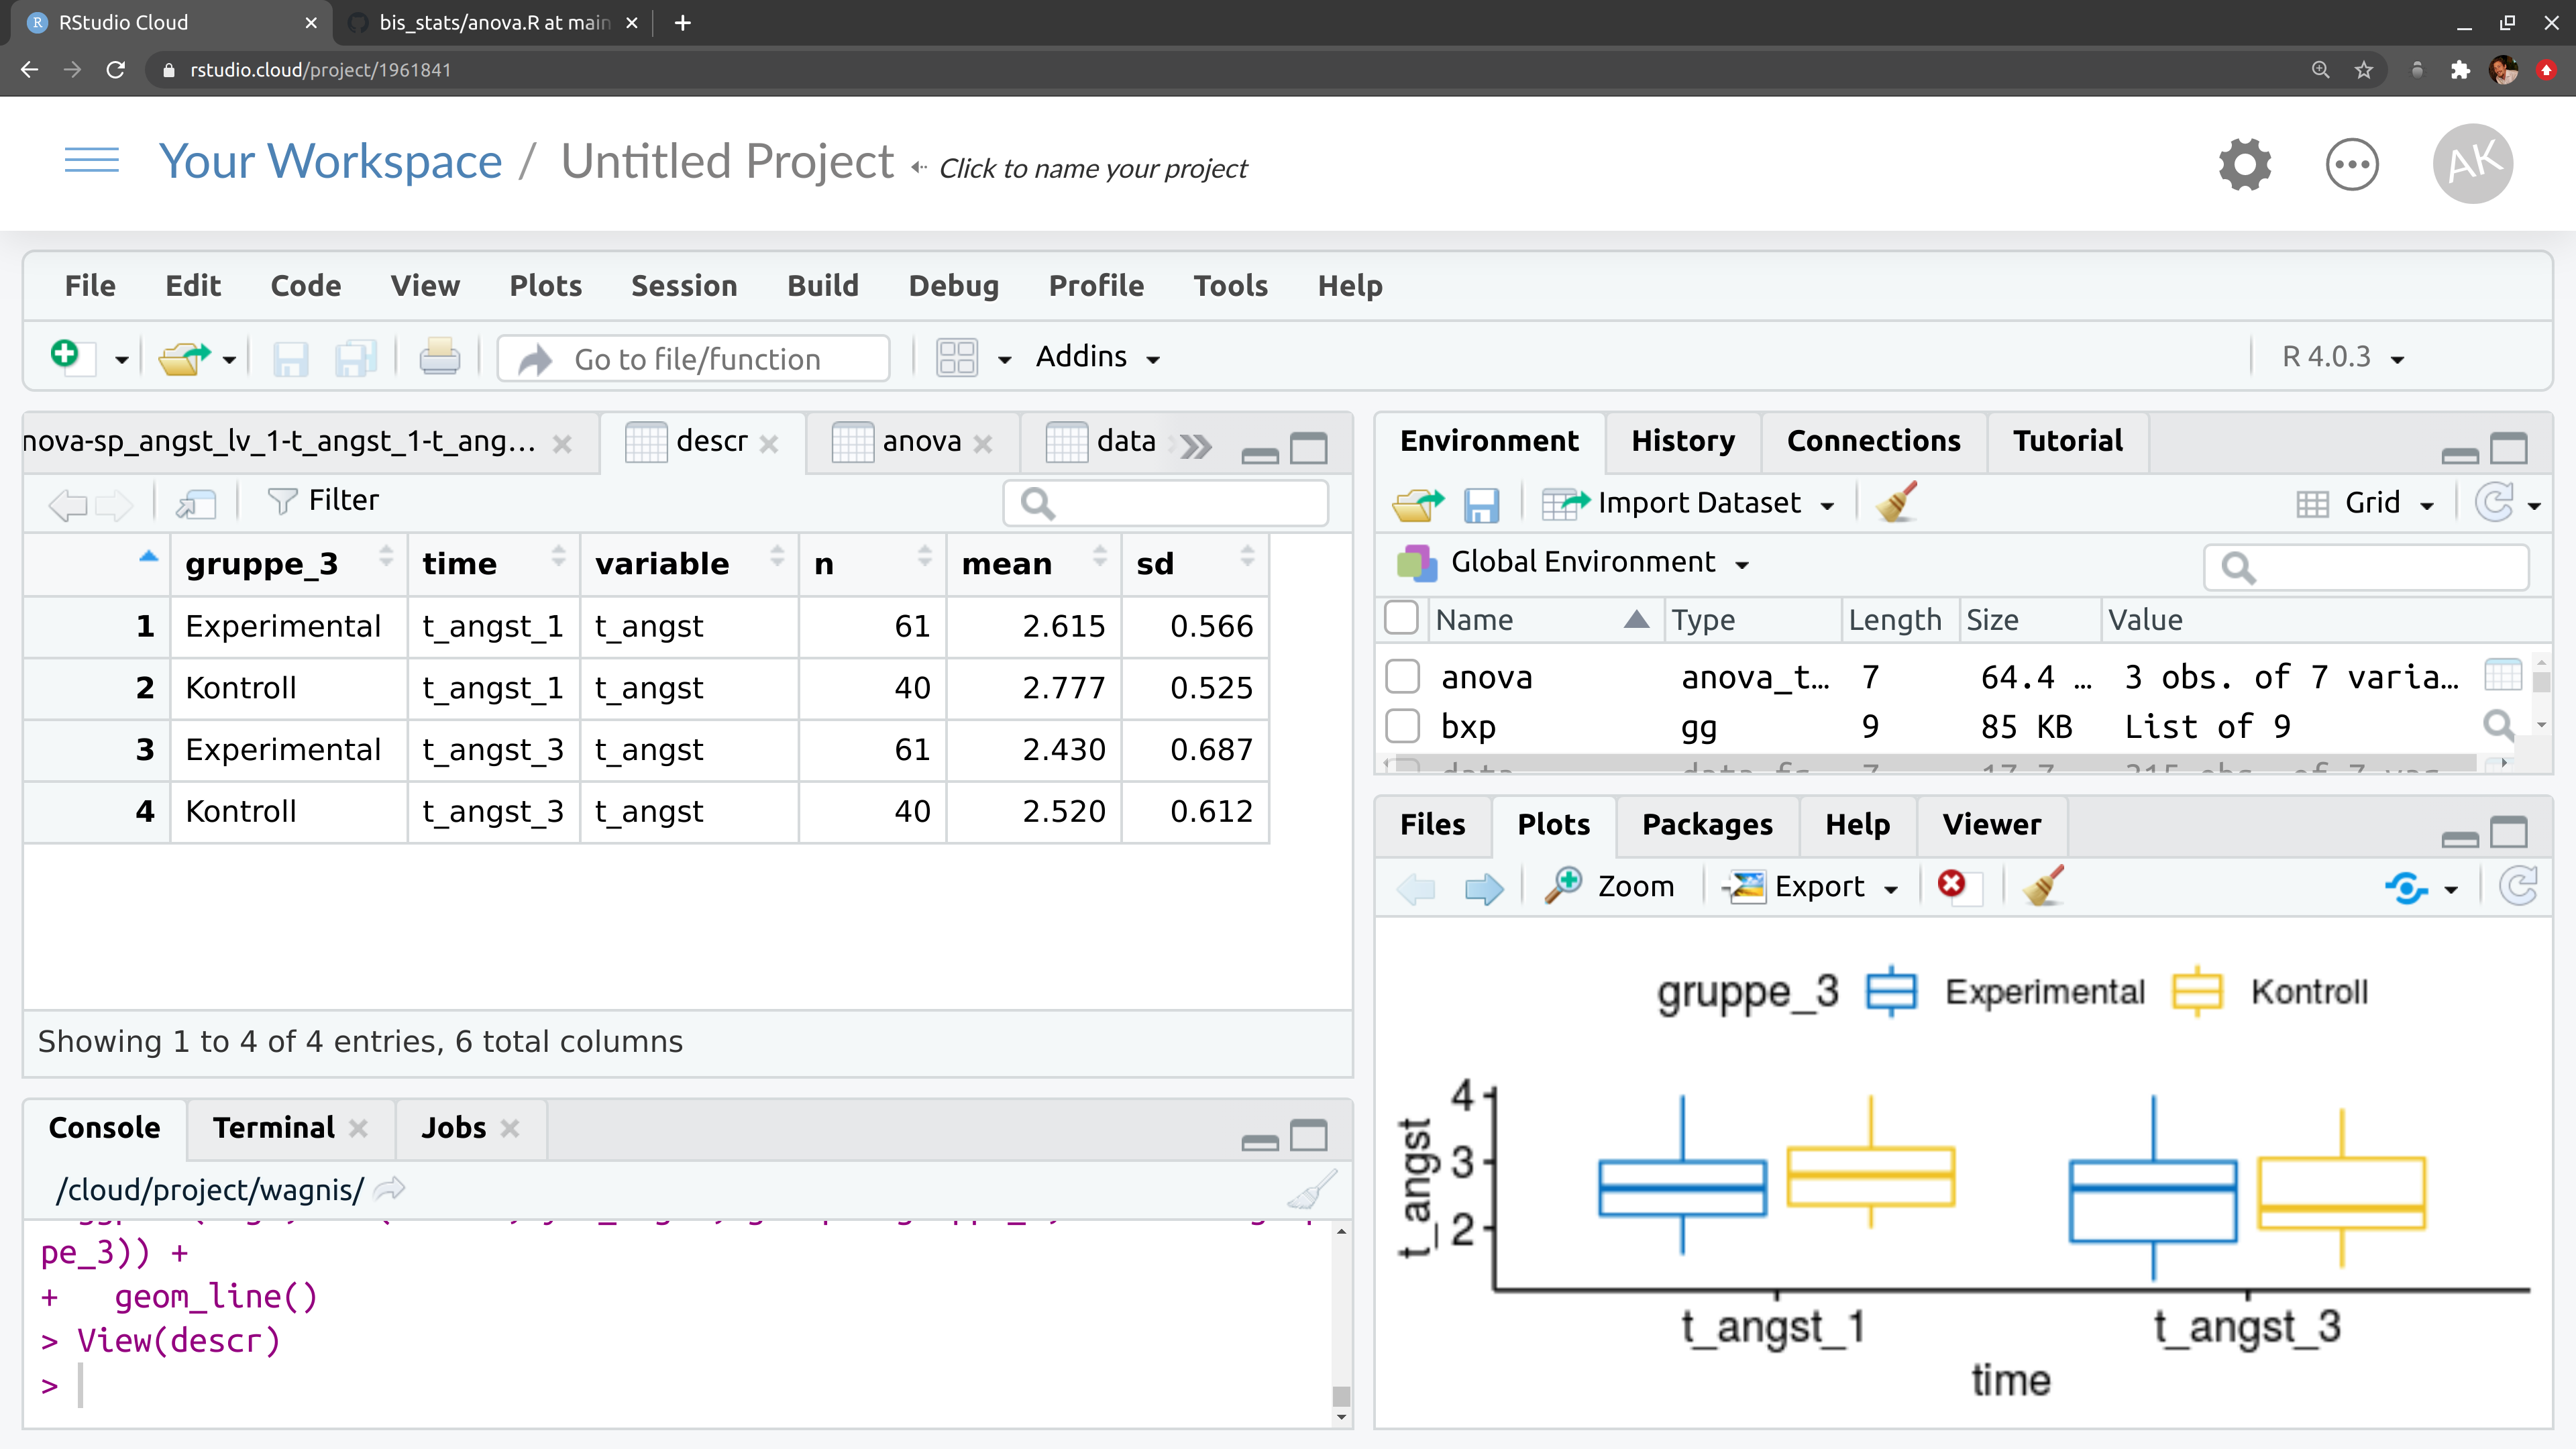 RStudio Cloud
bis_stats/anova.R at main
rstudio.cloud/project/1961841
Your Workspace / Untitled Project Click to name your project
AK
File Edit Code View Plots Session Build Debug Profile Tools Help
Go to file/function
Addins
R 4.0.3
nova-sp_angst_lv_1-t_angst_1-t_ang…
descr
anova
data
Filter
gruppe_3 time variable n mean sd
1 Experimental t_angst_1 t_angst 61 2.615 0.566
2 Kontroll t_angst_1 t_angst 40 2.777 0.525
3 Experimental t_angst_3 t_angst 61 2.430 0.687
4 Kontroll t_angst_3 t_angst 40 2.520 0.612
Showing 1 to 4 of 4 entries, 6 total columns
Console Terminal Jobs
/cloud/project/wagnis/
pe_3)) +
+ geom_line()
> View(descr)
>
Environment History Connections Tutorial
Import Dataset
Grid
Global Environment
Name Type Length Size Value
anova anova_t… 7 64.4 … 3 obs. of 7 varia…
bxp gg 9 85 KB List of 9
Files Plots Packages Help Viewer
Zoom Export
gruppe_3 Experimental Kontroll
4
3
2
t_angst
t_angst_1 t_angst_3
time